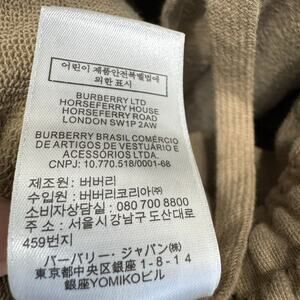 어린이 제품안전특별법에
의한 표시
BURBERRY LTD
HORSEFERRY HOUSE
HORSEFERRY ROAD
LONDON SW1P 2AW
BURBERRY BRASIL COMÉRCIO
DE ARTIGOS DE VESTUARIO E
ACESSÓRIOS LTDA.
CNPJ: 10.770.518/0001-66
제조원 : 버버리
수입원 : 버버리코리아㈜
소비자상담실 : 080 700 8800
주 소 : 서울시 강남구 도산대로
459번지
バーバリー・ジャパン㈱
東京都中央区銀座 1 - 8 - 1 4
銀座YOMIKOビル